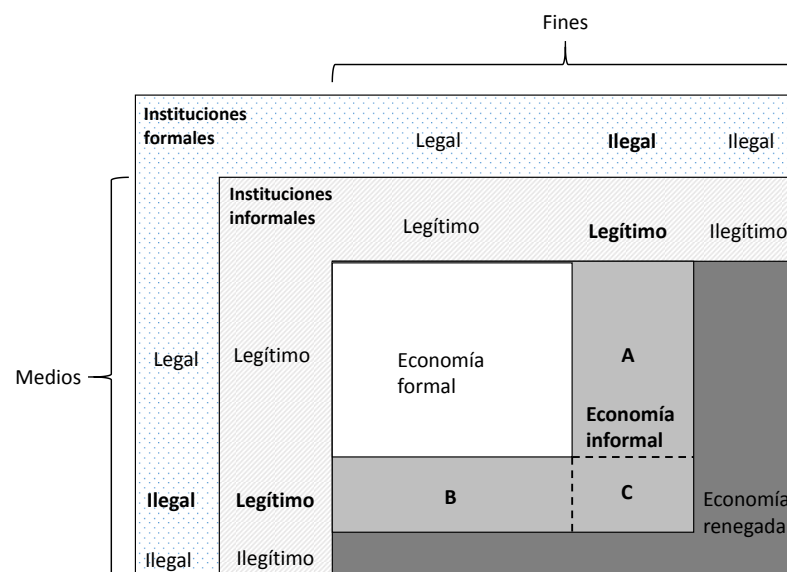 Fines
Instituciones
formales
Legal
Ilegal
Ilegal
Instituciones
informales
Legítimo
Legítimo
Ilegítimo
Medios
Legal
Legítimo
Economía
formal
A
Economía
informal
Ilegal
Legítimo
B
C
Economía
renegada
Ilegal
Ilegítimo